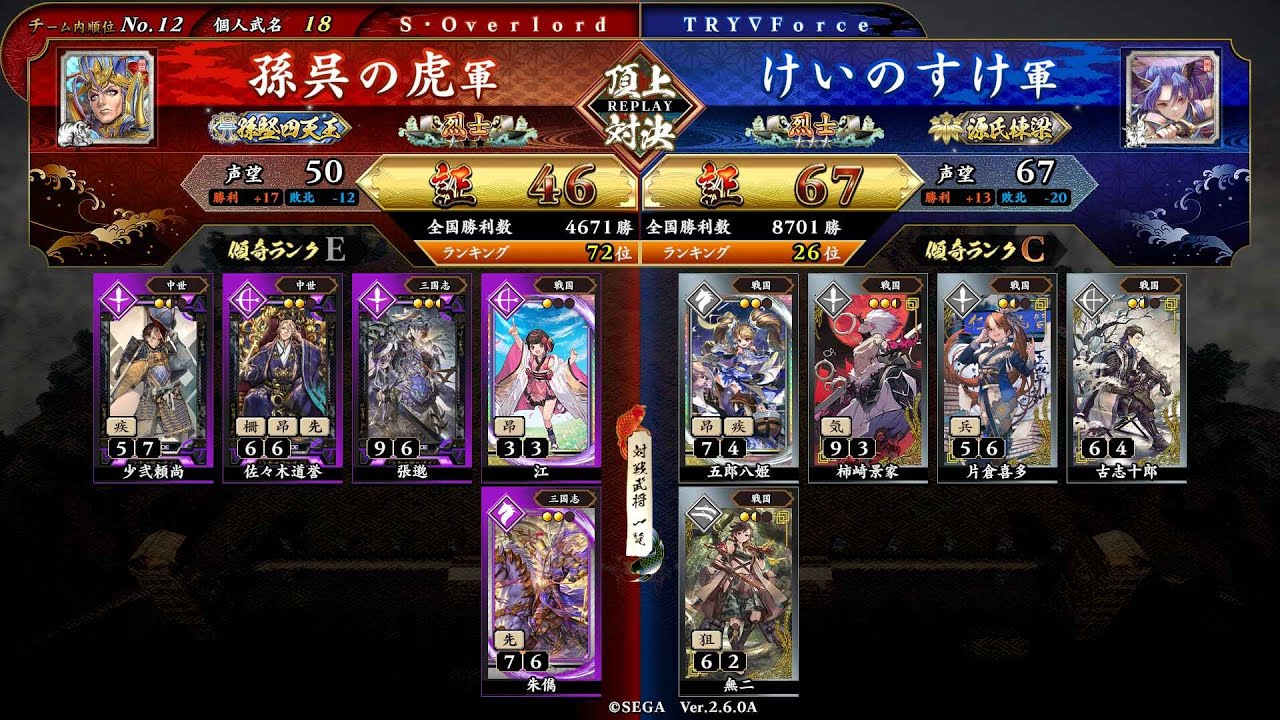 チーム内順位 No.12 個人武名 18
S・Overlord
TRY∇Force
孫呉の虎軍
頂上
REPLAY
対決
けいのすけ軍
孫堅四天王
烈士
烈士
源氏棟梁
声望 50
勝利 +17 敗北 -12
証 46
証 67
声望 67
勝利 +13 敗北 -20
全国勝利数 4671勝
全国勝利数 8701勝
傾奇ランク E
ランキング 72位
ランキング 26位
傾奇ランク C
中世
中世
三国志
戦国
戦国
戦国
戦国
戦国
疾
柵 昴 先
昴
昴 疾
気
兵
5 7
6 6
9 6
3 3
7 4
9 3
5 6
6 4
少弐頼尚
佐々木道誉
張邈
江
五郎八姫
柿崎景家
片倉喜多
古志十郎
対戦武将一覧
三国志
戦国
先
狙
7 6
6 2
朱儁
無二
©SEGA Ver.2.6.0A